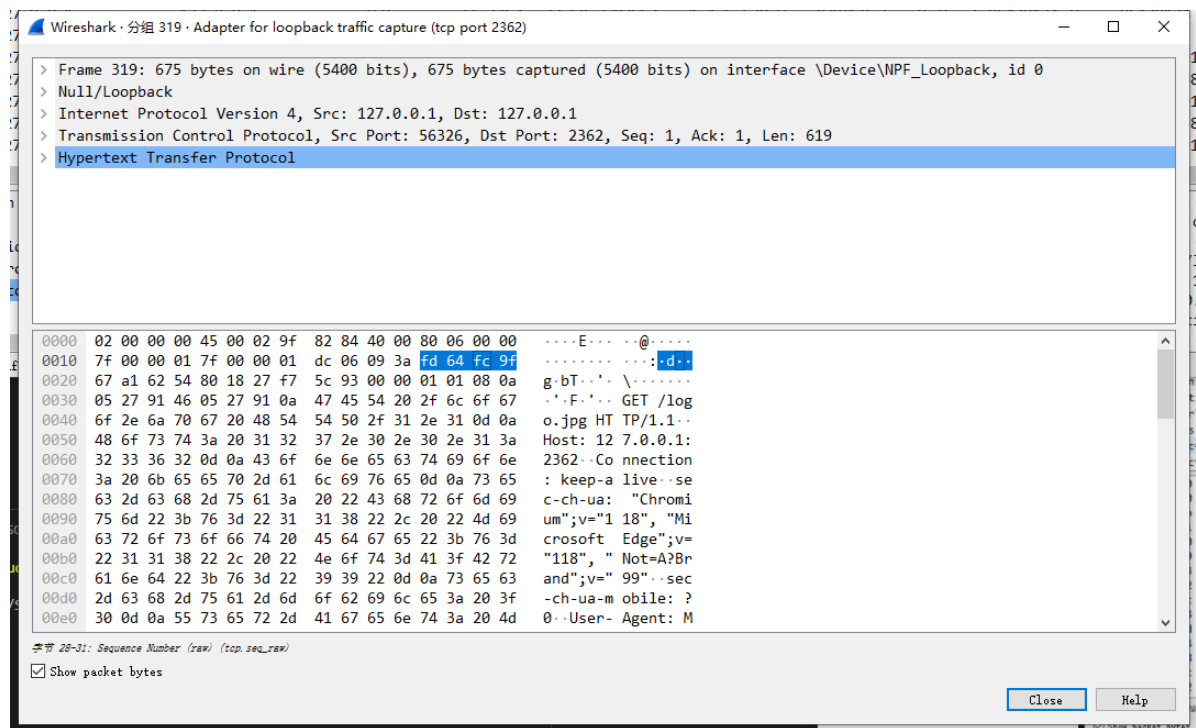 Wireshark · 分组 319 · Adapter for loopback traffic capture (tcp port 2362)
> Frame 319: 675 bytes on wire (5400 bits), 675 bytes captured (5400 bits) on interface \Device\NPF_Loopback, id 0
> Null/Loopback
> Internet Protocol Version 4, Src: 127.0.0.1, Dst: 127.0.0.1
> Transmission Control Protocol, Src Port: 56326, Dst Port: 2362, Seq: 1, Ack: 1, Len: 619
> Hypertext Transfer Protocol
0000 02 00 00 00 45 00 02 9f 82 84 40 00 80 06 00 00 ····E··· ··@·····
0010 7f 00 00 01 7f 00 00 01 dc 06 09 3a fd 64 fc 9f ········ ···:·d··
0020 67 a1 62 54 80 18 27 f7 5c 93 00 00 01 01 08 0a g·bT··'· \·······
0030 05 27 91 46 05 27 91 0a 47 45 54 20 2f 6c 6f 67 ·'·F·'·· GET /log
0040 6f 2e 6a 70 67 20 48 54 54 50 2f 31 2e 31 0d 0a o.jpg HT TP/1.1··
0050 48 6f 73 74 3a 20 31 32 37 2e 30 2e 30 2e 31 3a Host: 12 7.0.0.1:
0060 32 33 36 32 0d 0a 43 6f 6e 6e 65 63 74 69 6f 6e 2362··Co nnection
0070 3a 20 6b 65 65 70 2d 61 6c 69 76 65 0d 0a 73 65 : keep-a live··se
0080 63 2d 63 68 2d 75 61 3a 20 22 43 68 72 6f 6d 69 c-ch-ua: "Chromi
0090 75 6d 22 3b 76 3d 22 31 31 38 22 2c 20 22 4d 69 um";v="1 18", "Mi
00a0 63 72 6f 73 6f 66 74 20 45 64 67 65 22 3b 76 3d crosoft Edge";v=
00b0 22 31 31 38 22 2c 20 22 4e 6f 74 3d 41 3f 42 72 "118", " Not=A?Br
00c0 61 6e 64 22 3b 76 3d 22 39 39 22 0d 0a 73 65 63 and";v=" 99"··sec
00d0 2d 63 68 2d 75 61 2d 6d 6f 62 69 6c 65 3a 20 3f -ch-ua-m obile: ?
00e0 30 0d 0a 55 73 65 72 2d 41 67 65 6e 74 3a 20 4d 0··User- Agent: M
字节 28-31: Sequence Number (raw) (tcp.seq_raw)
Show packet bytes
Close Help